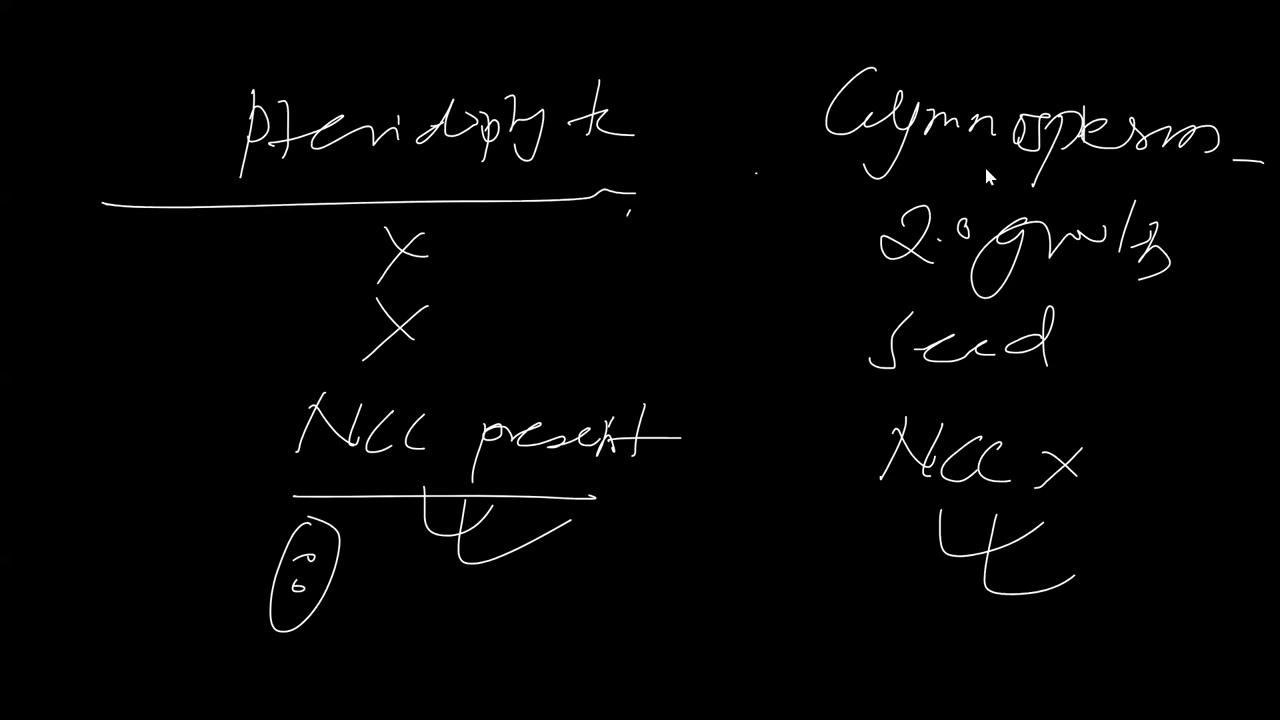 Pteridophyte
Gymnosperms
X
2.° growth
X
seed
NCC present
NCC X